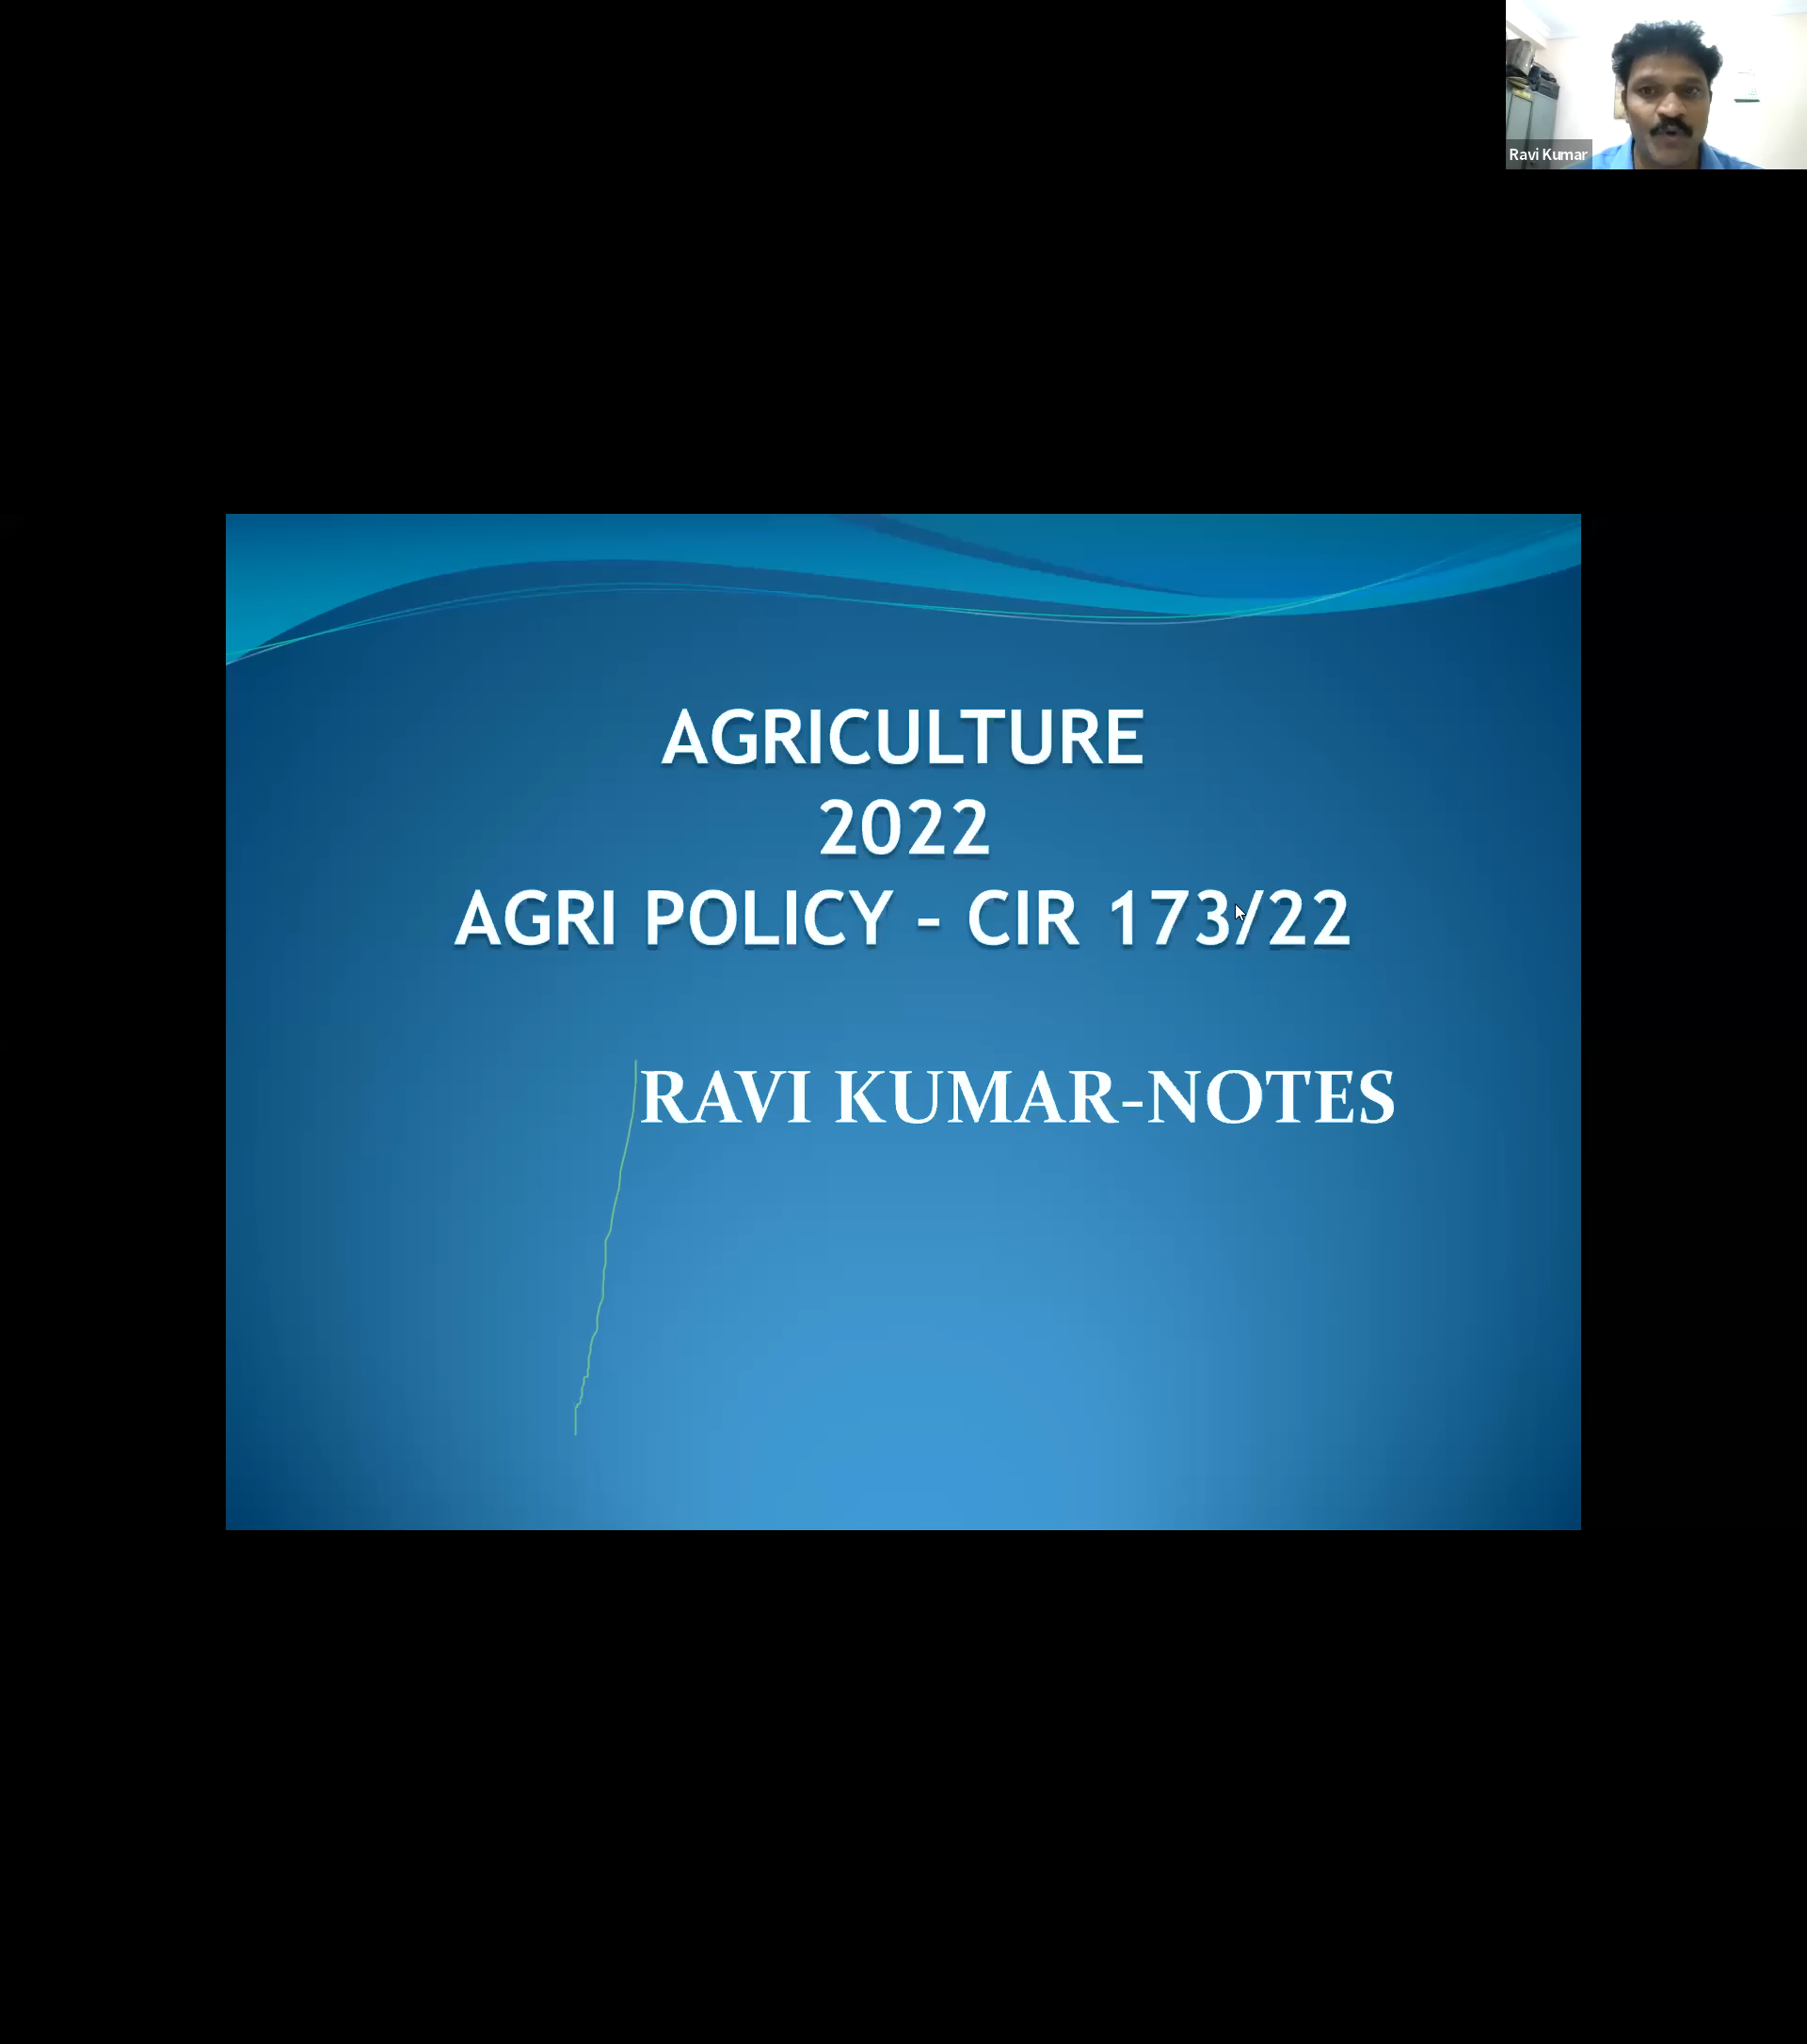 Ravi Kumar
AGRICULTURE
2022
AGRI POLICY - CIR 173/22
RAVI KUMAR-NOTES